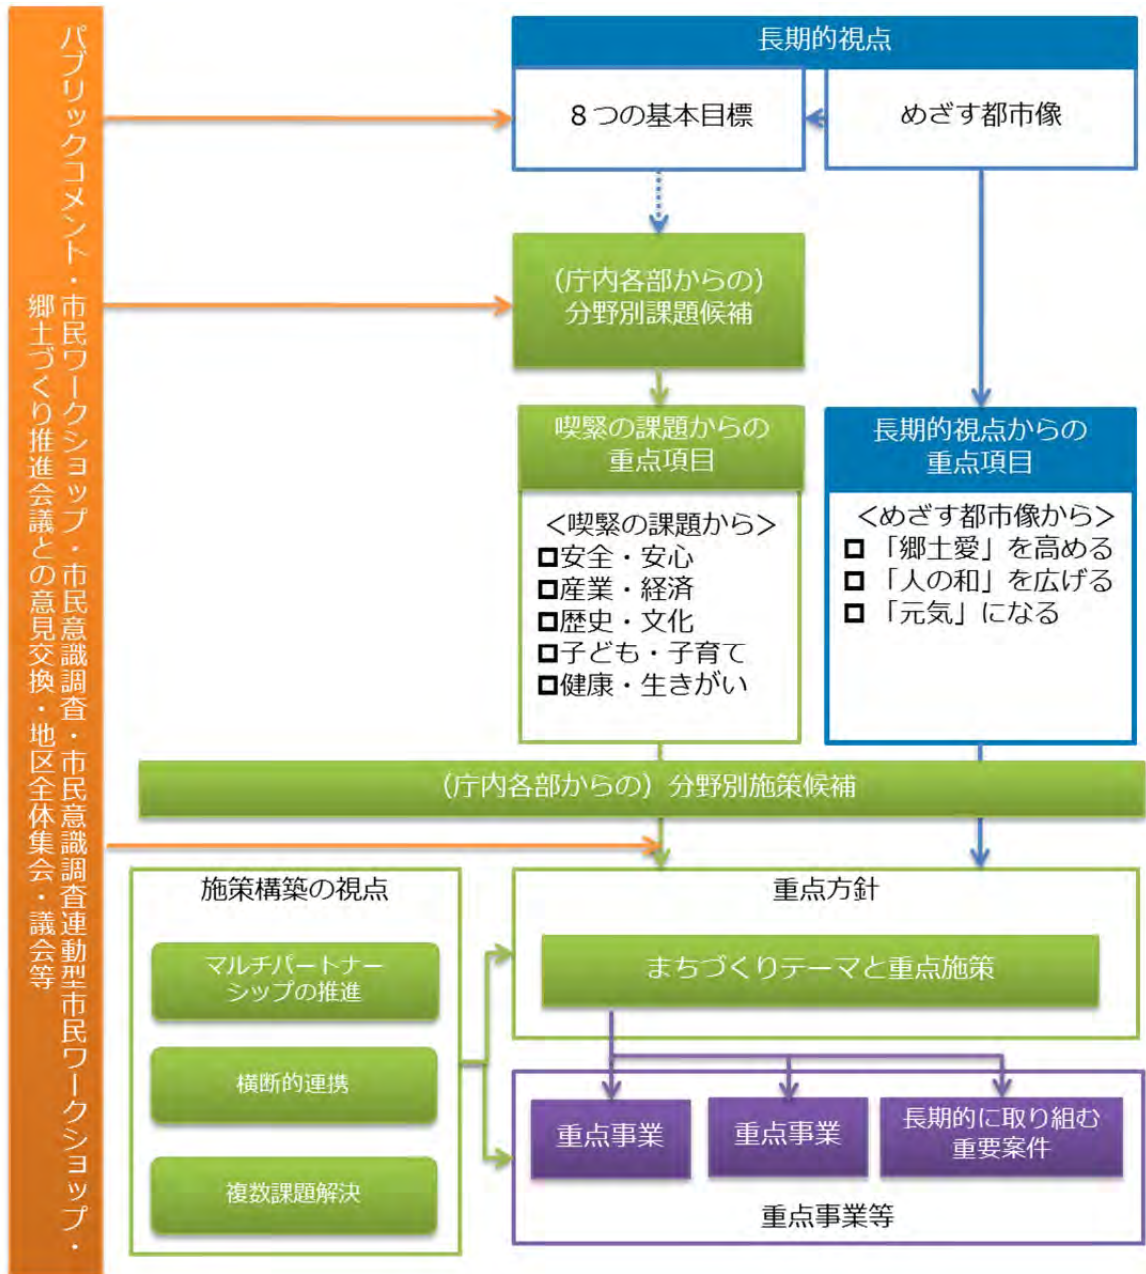 パブリックコメント・市民ワークショップ・市民意識調査・市民意識調査連動型市民ワークショップ・
郷土づくり推進会議との意見交換・地区全体集会・議会等
長期的視点
8つの基本目標
めざす都市像
(庁内各部からの)
分野別課題候補
喫緊の課題からの
重点項目
<喫緊の課題から>
□安全・安心
□産業・経済
□歴史・文化
□子ども・子育て
□健康・生きがい
長期的視点からの
重点項目
<めざす都市像から>
□「郷土愛」を高める
□「人の和」を広げる
□「元気」になる
(庁内各部からの)分野別施策候補
施策構築の視点
マルチパートナー
シップの推進
横断的連携
複数課題解決
重点方針
まちづくりテーマと重点施策
重点事業
重点事業
長期的に取り組む
重要案件
重点事業等